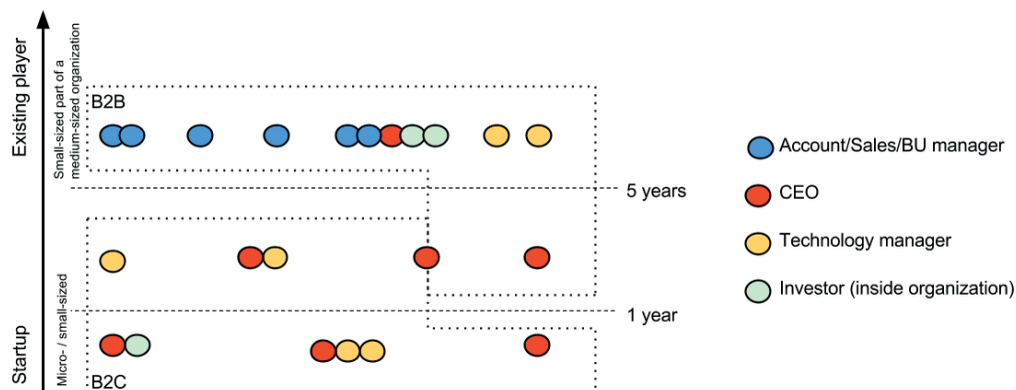 Existing player
Small-sized part of a
medium-sized organization
B2B
5 years
Micro- / small-sized
1 year
Startup
B2C
Account/Sales/BU manager
CEO
Technology manager
Investor (inside organization)